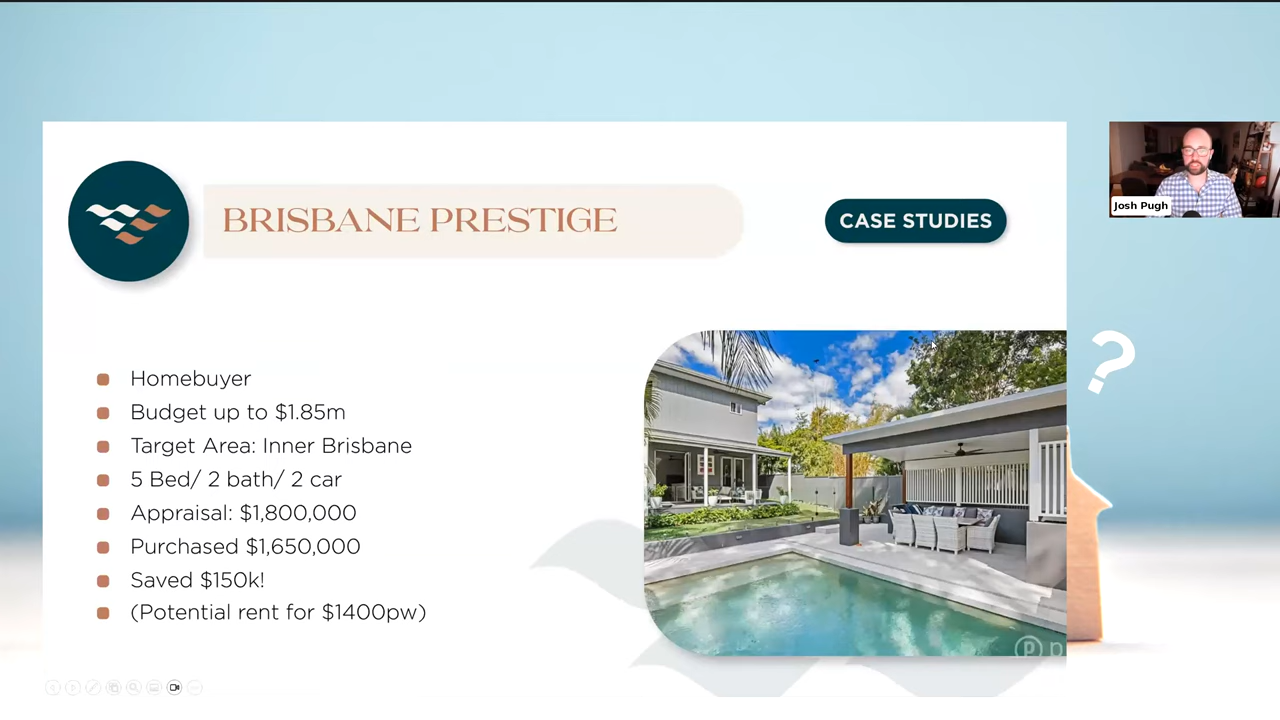 BRISBANE PRESTIGE
CASE STUDIES
Josh Pugh
?
Homebuyer
Budget up to $1.85m
Target Area: Inner Brisbane
5 Bed/ 2 bath/ 2 car
Appraisal: $1,800,000
Purchased $1,650,000
Saved $150k!
(Potential rent for $1400pw)
p